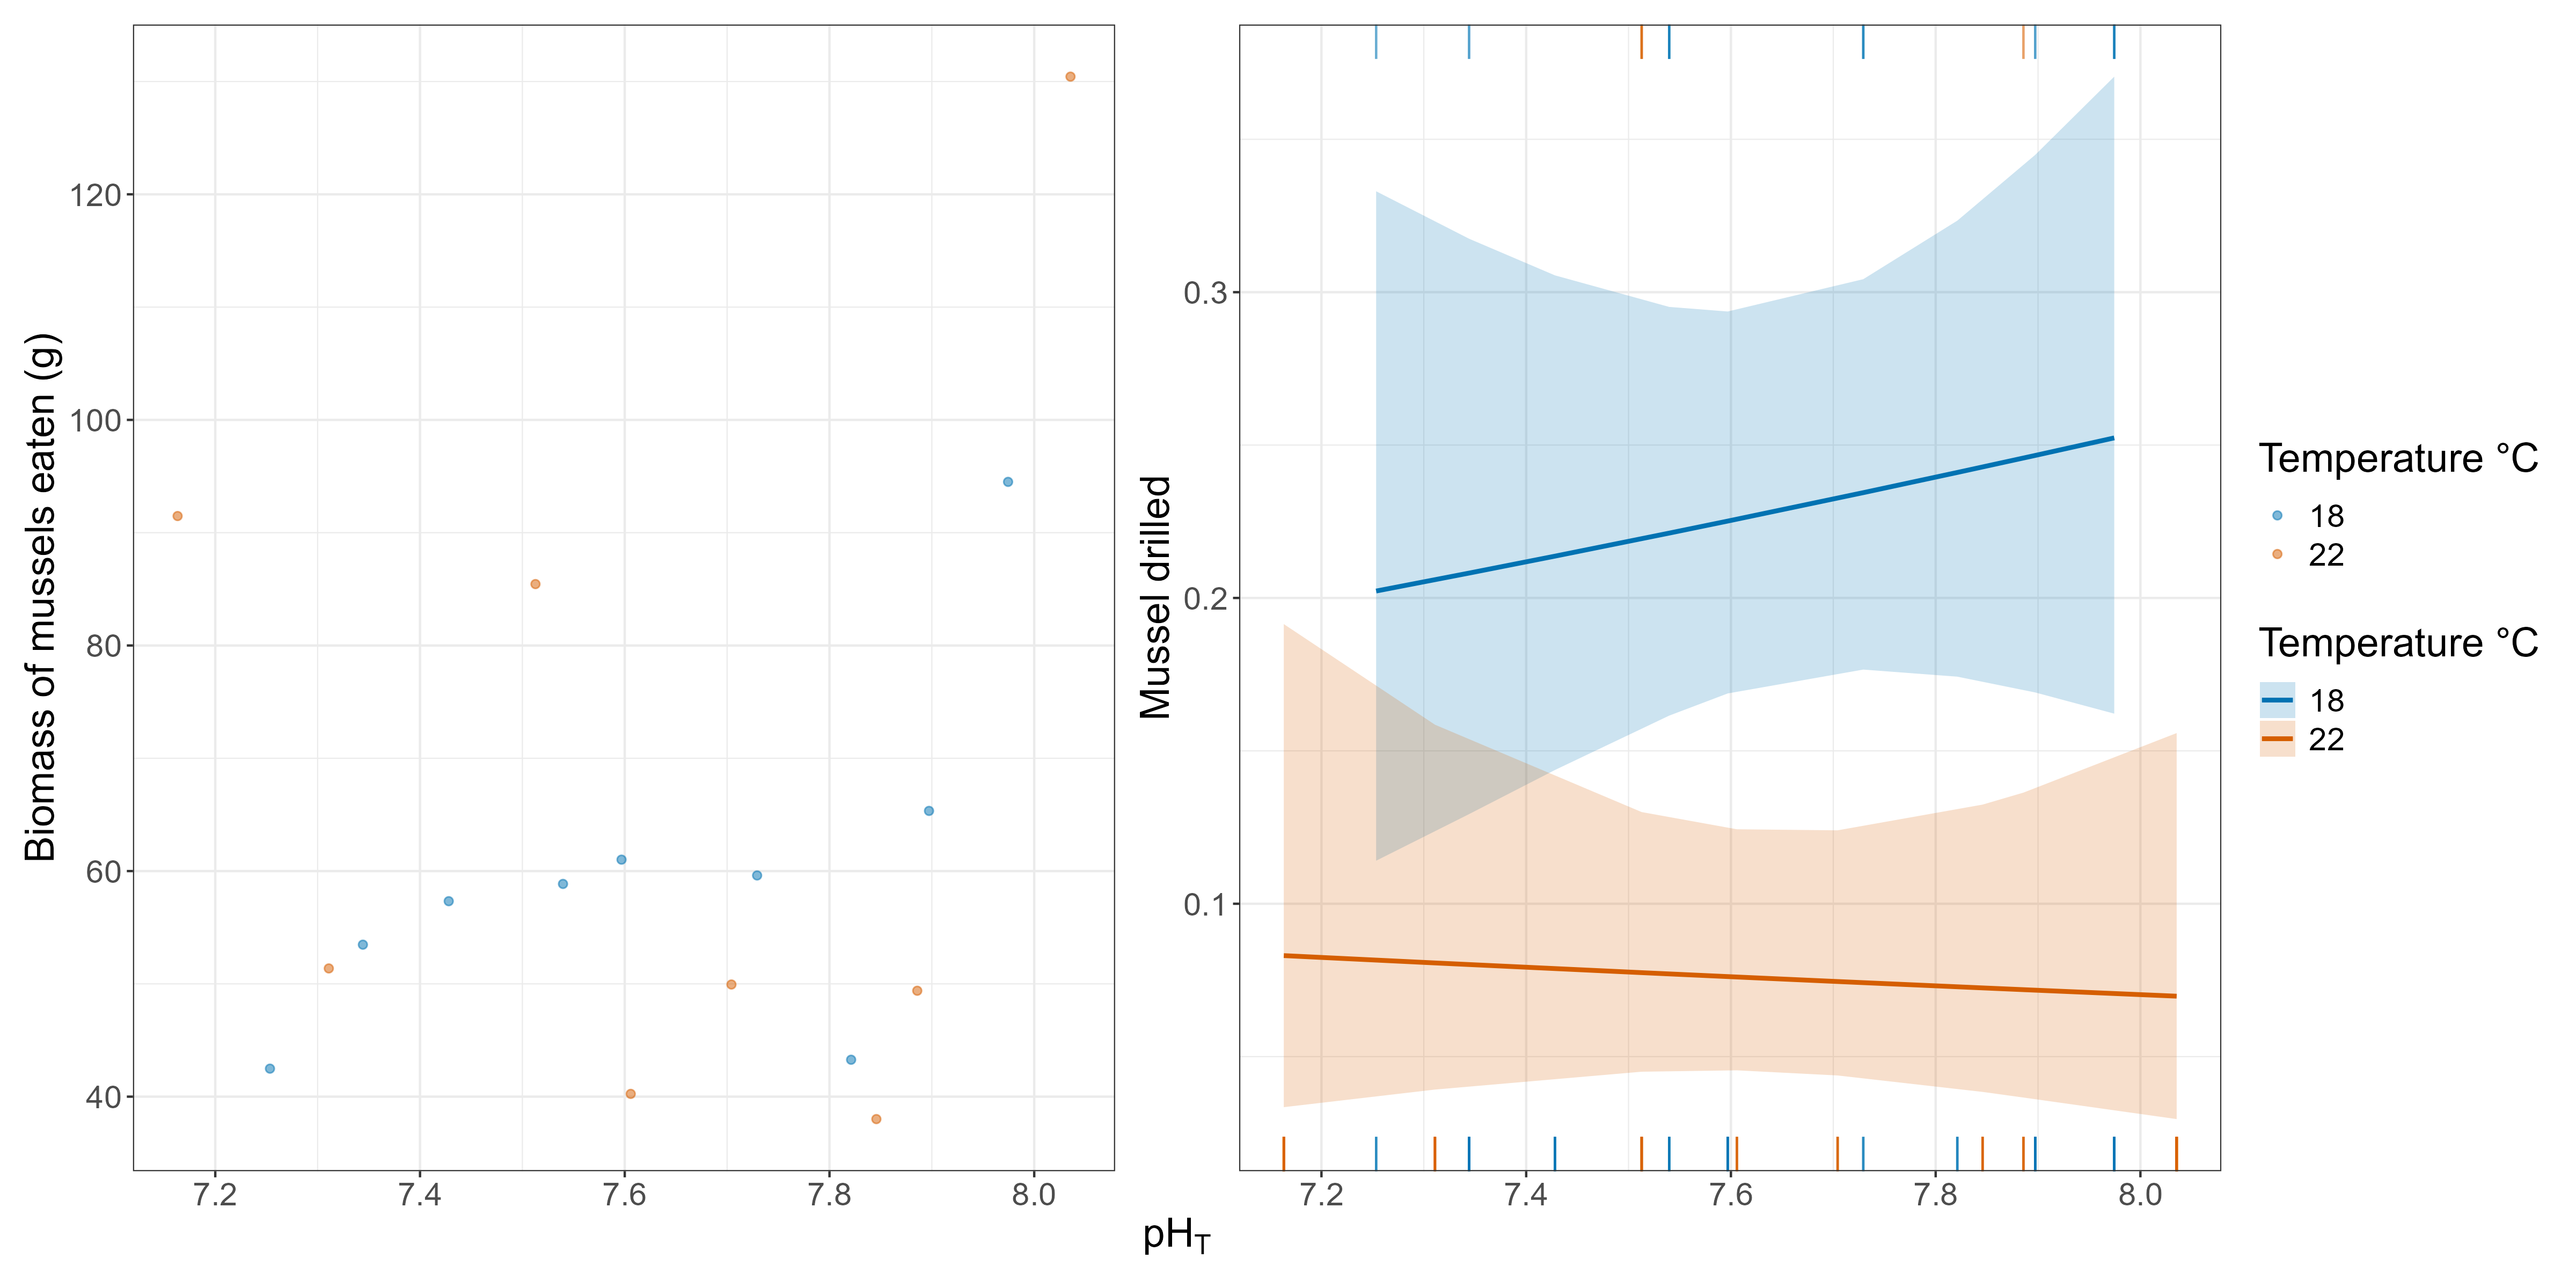 Biomass of mussels eaten (g)
120
100
80
60
40
7.2 7.4 7.6 7.8 8.0
Mussel drilled
0.3
0.2
0.1
7.2 7.4 7.6 7.8 8.0
pHT
Temperature °C
18
22
Temperature °C
18
22